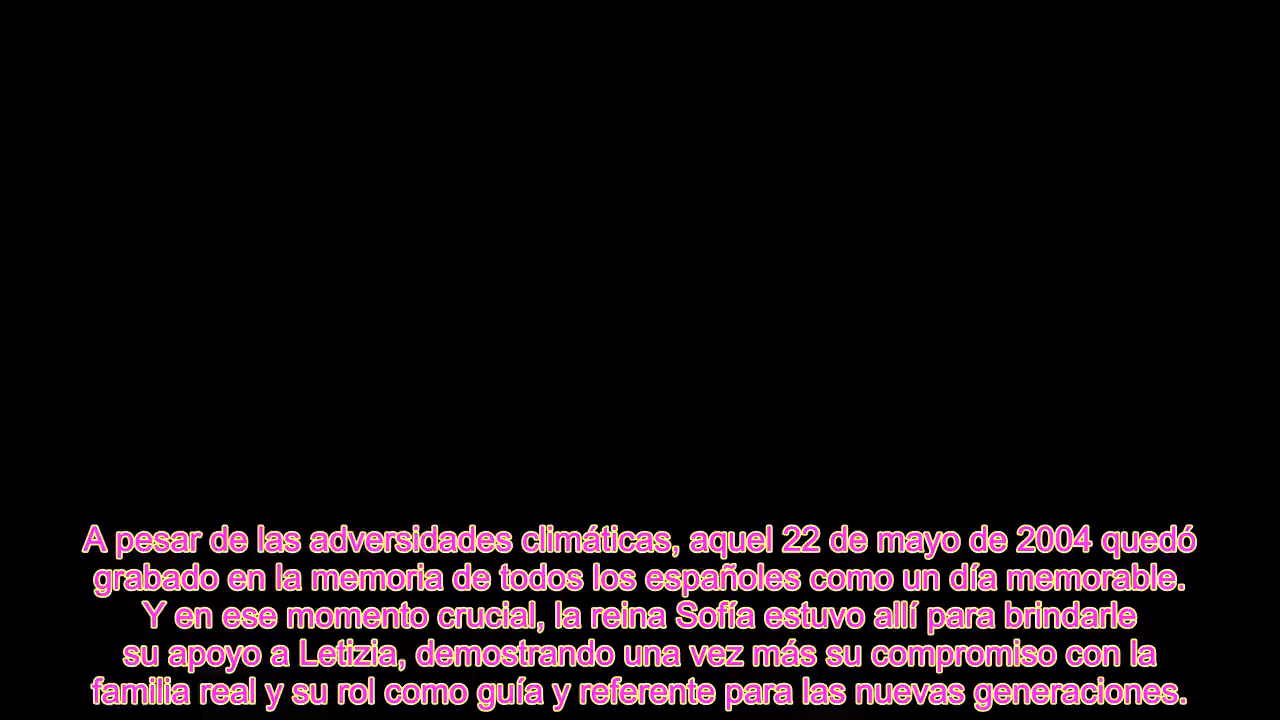 A pesar de las adversidades climáticas, aquel 22 de mayo de 2004 quedó
grabado en la memoria de todos los españoles como un día memorable.
Y en ese momento crucial, la reina Sofía estuvo allí para brindarle
su apoyo a Letizia, demostrando una vez más su compromiso con la
familia real y su rol como guía y referente para las nuevas generaciones.